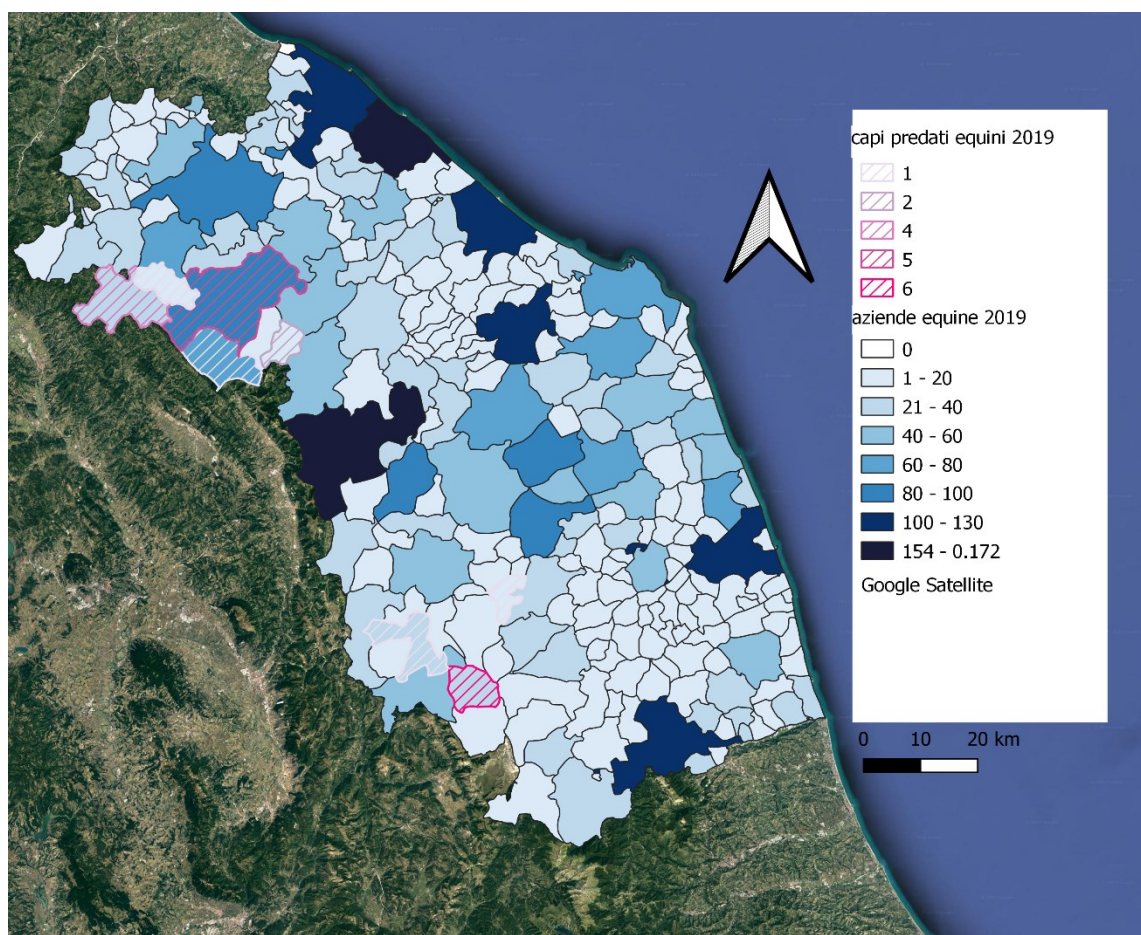 capi predati equini 2019
1
2
4
5
6
aziende equine 2019
0
1 - 20
21 - 40
40 - 60
60 - 80
80 - 100
100 - 130
154 - 0.172
Google Satellite
0 10 20 km